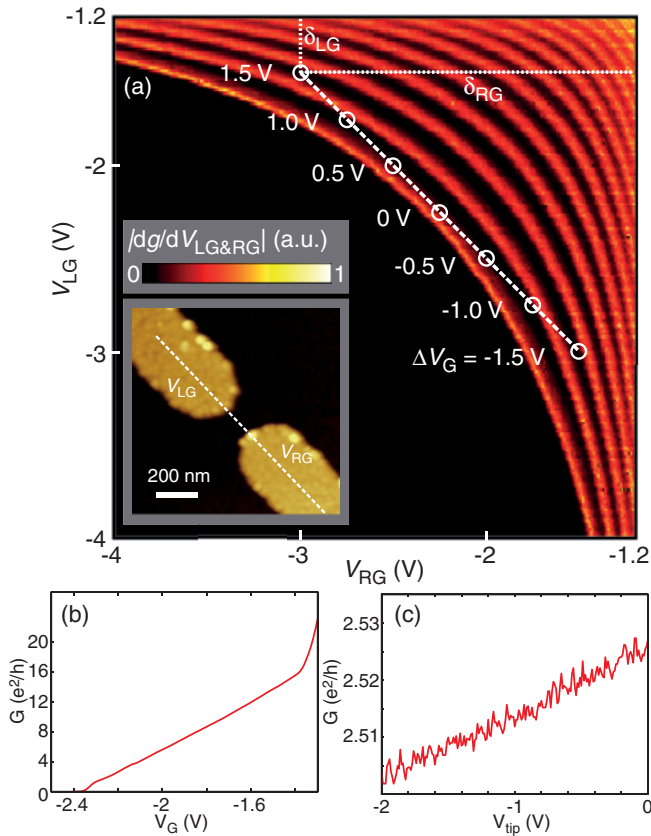 -1.2
δLG
(a)
1.5 V
δRG
1.0 V
-2
0.5 V
VLG (V)
0 V
|dg/dVLG&RG| (a.u.)
0
1
-0.5 V
-1.0 V
-3
ΔVG = -1.5 V
VLG
VRG
200 nm
-4
-4
-3
-2
-1.2
VRG (V)
(b)
20
16
12
8
4
0
G (e²/h)
-2.4
-2
-1.6
VG (V)
(c)
2.53
2.52
2.51
G (e²/h)
-2
-1
0
Vtip (V)